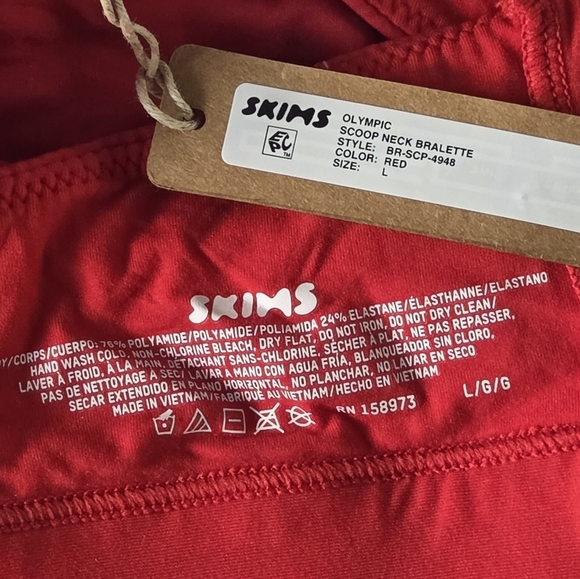 SKIMS
OLYMPIC
SCOOP NECK BRALETTE
STYLE: BR-SCP-4948
COLOR: RED
SIZE: L
EPC™
SKIMS
Y/CORPS/CUERPO: 76% POLYAMIDE/POLYAMIDE/POLIAMIDA 24% ELASTANE/ÉLASTHANNE/ELASTANO
HAND WASH COLD, NON-CHLORINE BLEACH, DRY FLAT, DO NOT IRON, DO NOT DRY CLEAN/
LAVER À FROID, À LA MAIN, DÉTACHANT SANS-CHLORINE, SÉCHER À PLAT, NE PAS REPASSER,
PAS DE NETTOYAGE A SEC/ LAVAR A MANO CON AGUA FRÍA, BLANQUEADOR SIN CLORO,
SECAR EXTENDIDO EN PLANO HORIZONTAL, NO PLANCHAR, NO LAVAR EN SECO
MADE IN VIETNAM/FABRIQUÉ AU VIETNAM/HECHO EN VIETNAM
RN 158973
L/G/G